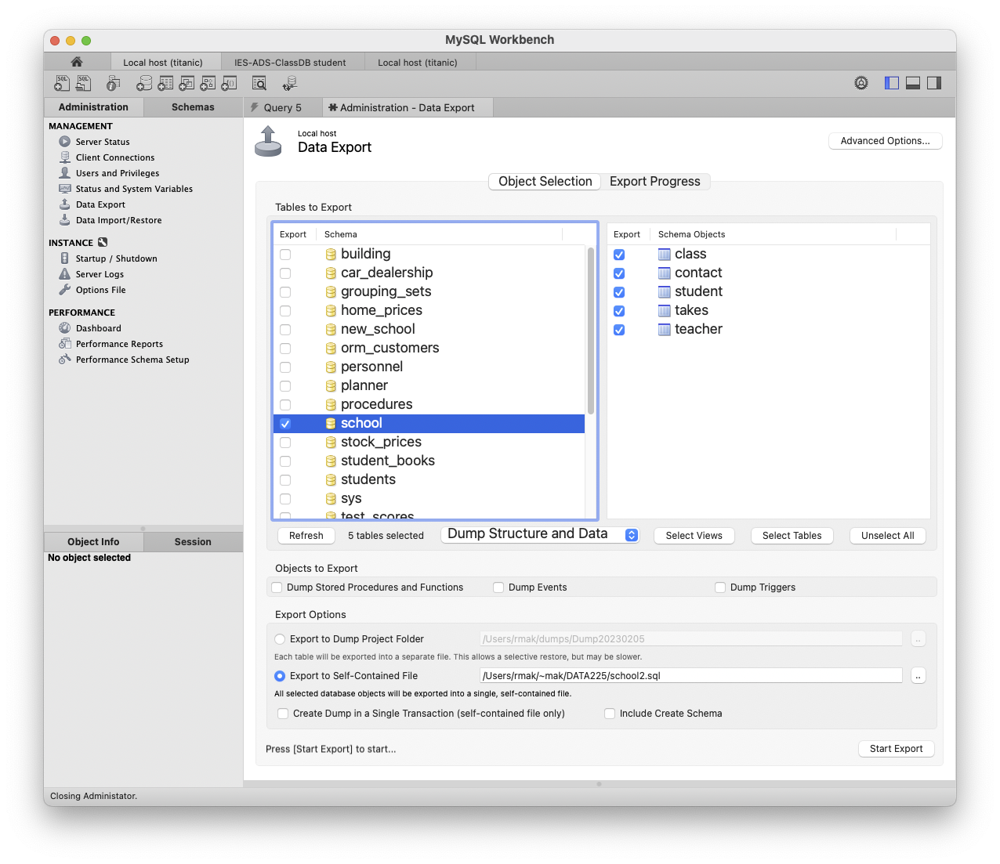 MySQL Workbench
Local host (titanic)
IES-ADS-ClassDB student
Local host (titanic)
Administration
Schemas
Query 5
Administration - Data Export
MANAGEMENT
Server Status
Client Connections
Users and Privileges
Status and System Variables
Data Export
Data Import/Restore
INSTANCE
Startup / Shutdown
Server Logs
Options File
PERFORMANCE
Dashboard
Performance Reports
Performance Schema Setup
Object Info
Session
No object selected
Local host
Data Export
Advanced Options...
Object Selection
Export Progress
Tables to Export
Export
Schema
building
car_dealership
grouping_sets
home_prices
new_school
orm_customers
personnel
planner
procedures
school
stock_prices
student_books
students
sys
test_scores
Export
Schema Objects
class
contact
student
takes
teacher
Refresh
5 tables selected
Dump Structure and Data
Select Views
Select Tables
Unselect All
Objects to Export
Dump Stored Procedures and Functions
Dump Events
Dump Triggers
Export Options
Export to Dump Project Folder
/Users/rmak/dumps/Dump20230205
..
Each table will be exported into a separate file. This allows a selective restore, but may be slower.
Export to Self-Contained File
/Users/rmak/~mak/DATA225/school2.sql
..
All selected database objects will be exported into a single, self-contained file.
Create Dump in a Single Transaction (self-contained file only)
Include Create Schema
Press [Start Export] to start...
Start Export
Closing Administator.